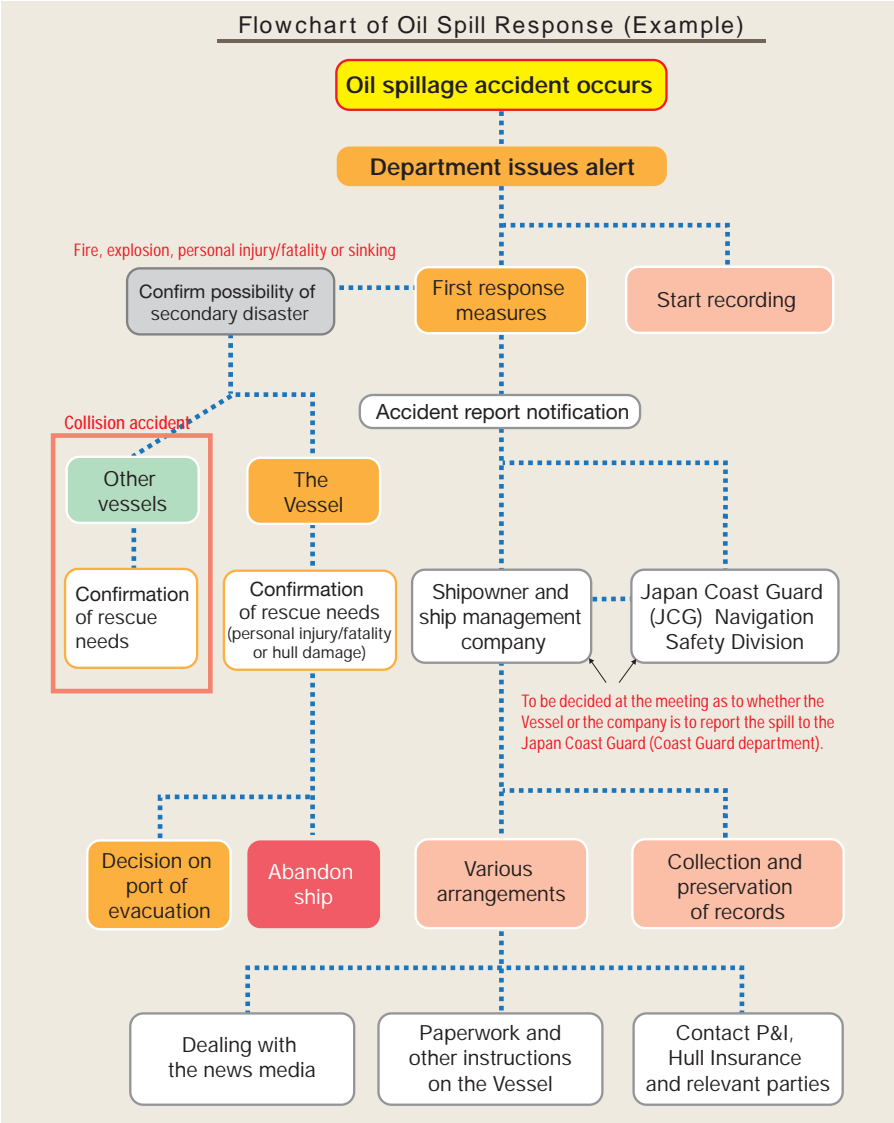 Flowchart of Oil Spill Response (Example)
Oil spillage accident occurs
Department issues alert
Fire, explosion, personal injury/fatality or sinking
Confirm possibility of
secondary disaster
First response
measures
Start recording
Accident report notification
Collision accident
Other
vessels
The
Vessel
Confirmation
of rescue
needs
Confirmation
of rescue needs
(personal injury/fatality
or hull damage)
Shipowner and
ship management
company
Japan Coast Guard
(JCG) Navigation
Safety Division
To be decided at the meeting as to whether the
Vessel or the company is to report the spill to the
Japan Coast Guard (Coast Guard department).
Decision on
port of
evacuation
Abandon
ship
Various
arrangements
Collection and
preservation
of records
Dealing with
the news media
Paperwork and
other instructions
on the Vessel
Contact P&I,
Hull Insurance
and relevant parties